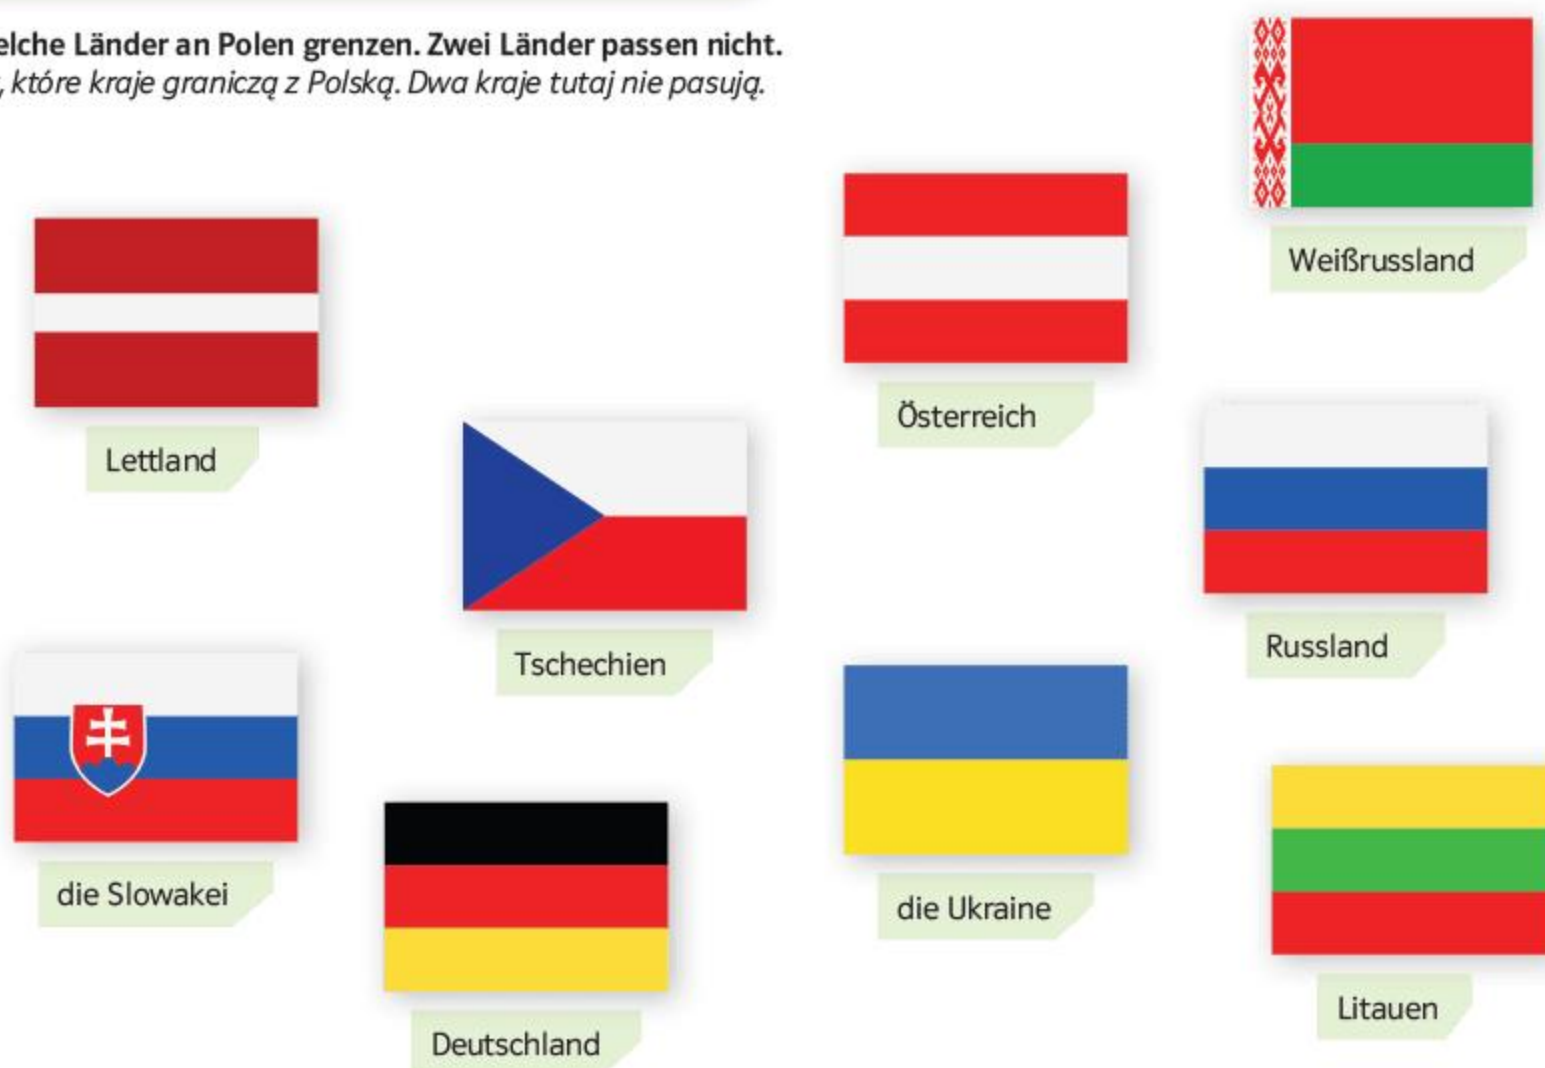 elche Länder an Polen grenzen. Zwei Länder passen nicht.
, które kraje graniczą z Polską. Dwa kraje tutaj nie pasują.
Weißrussland
Österreich
Lettland
Russland
Tschechien
die Slowakei
die Ukraine
Litauen
Deutschland